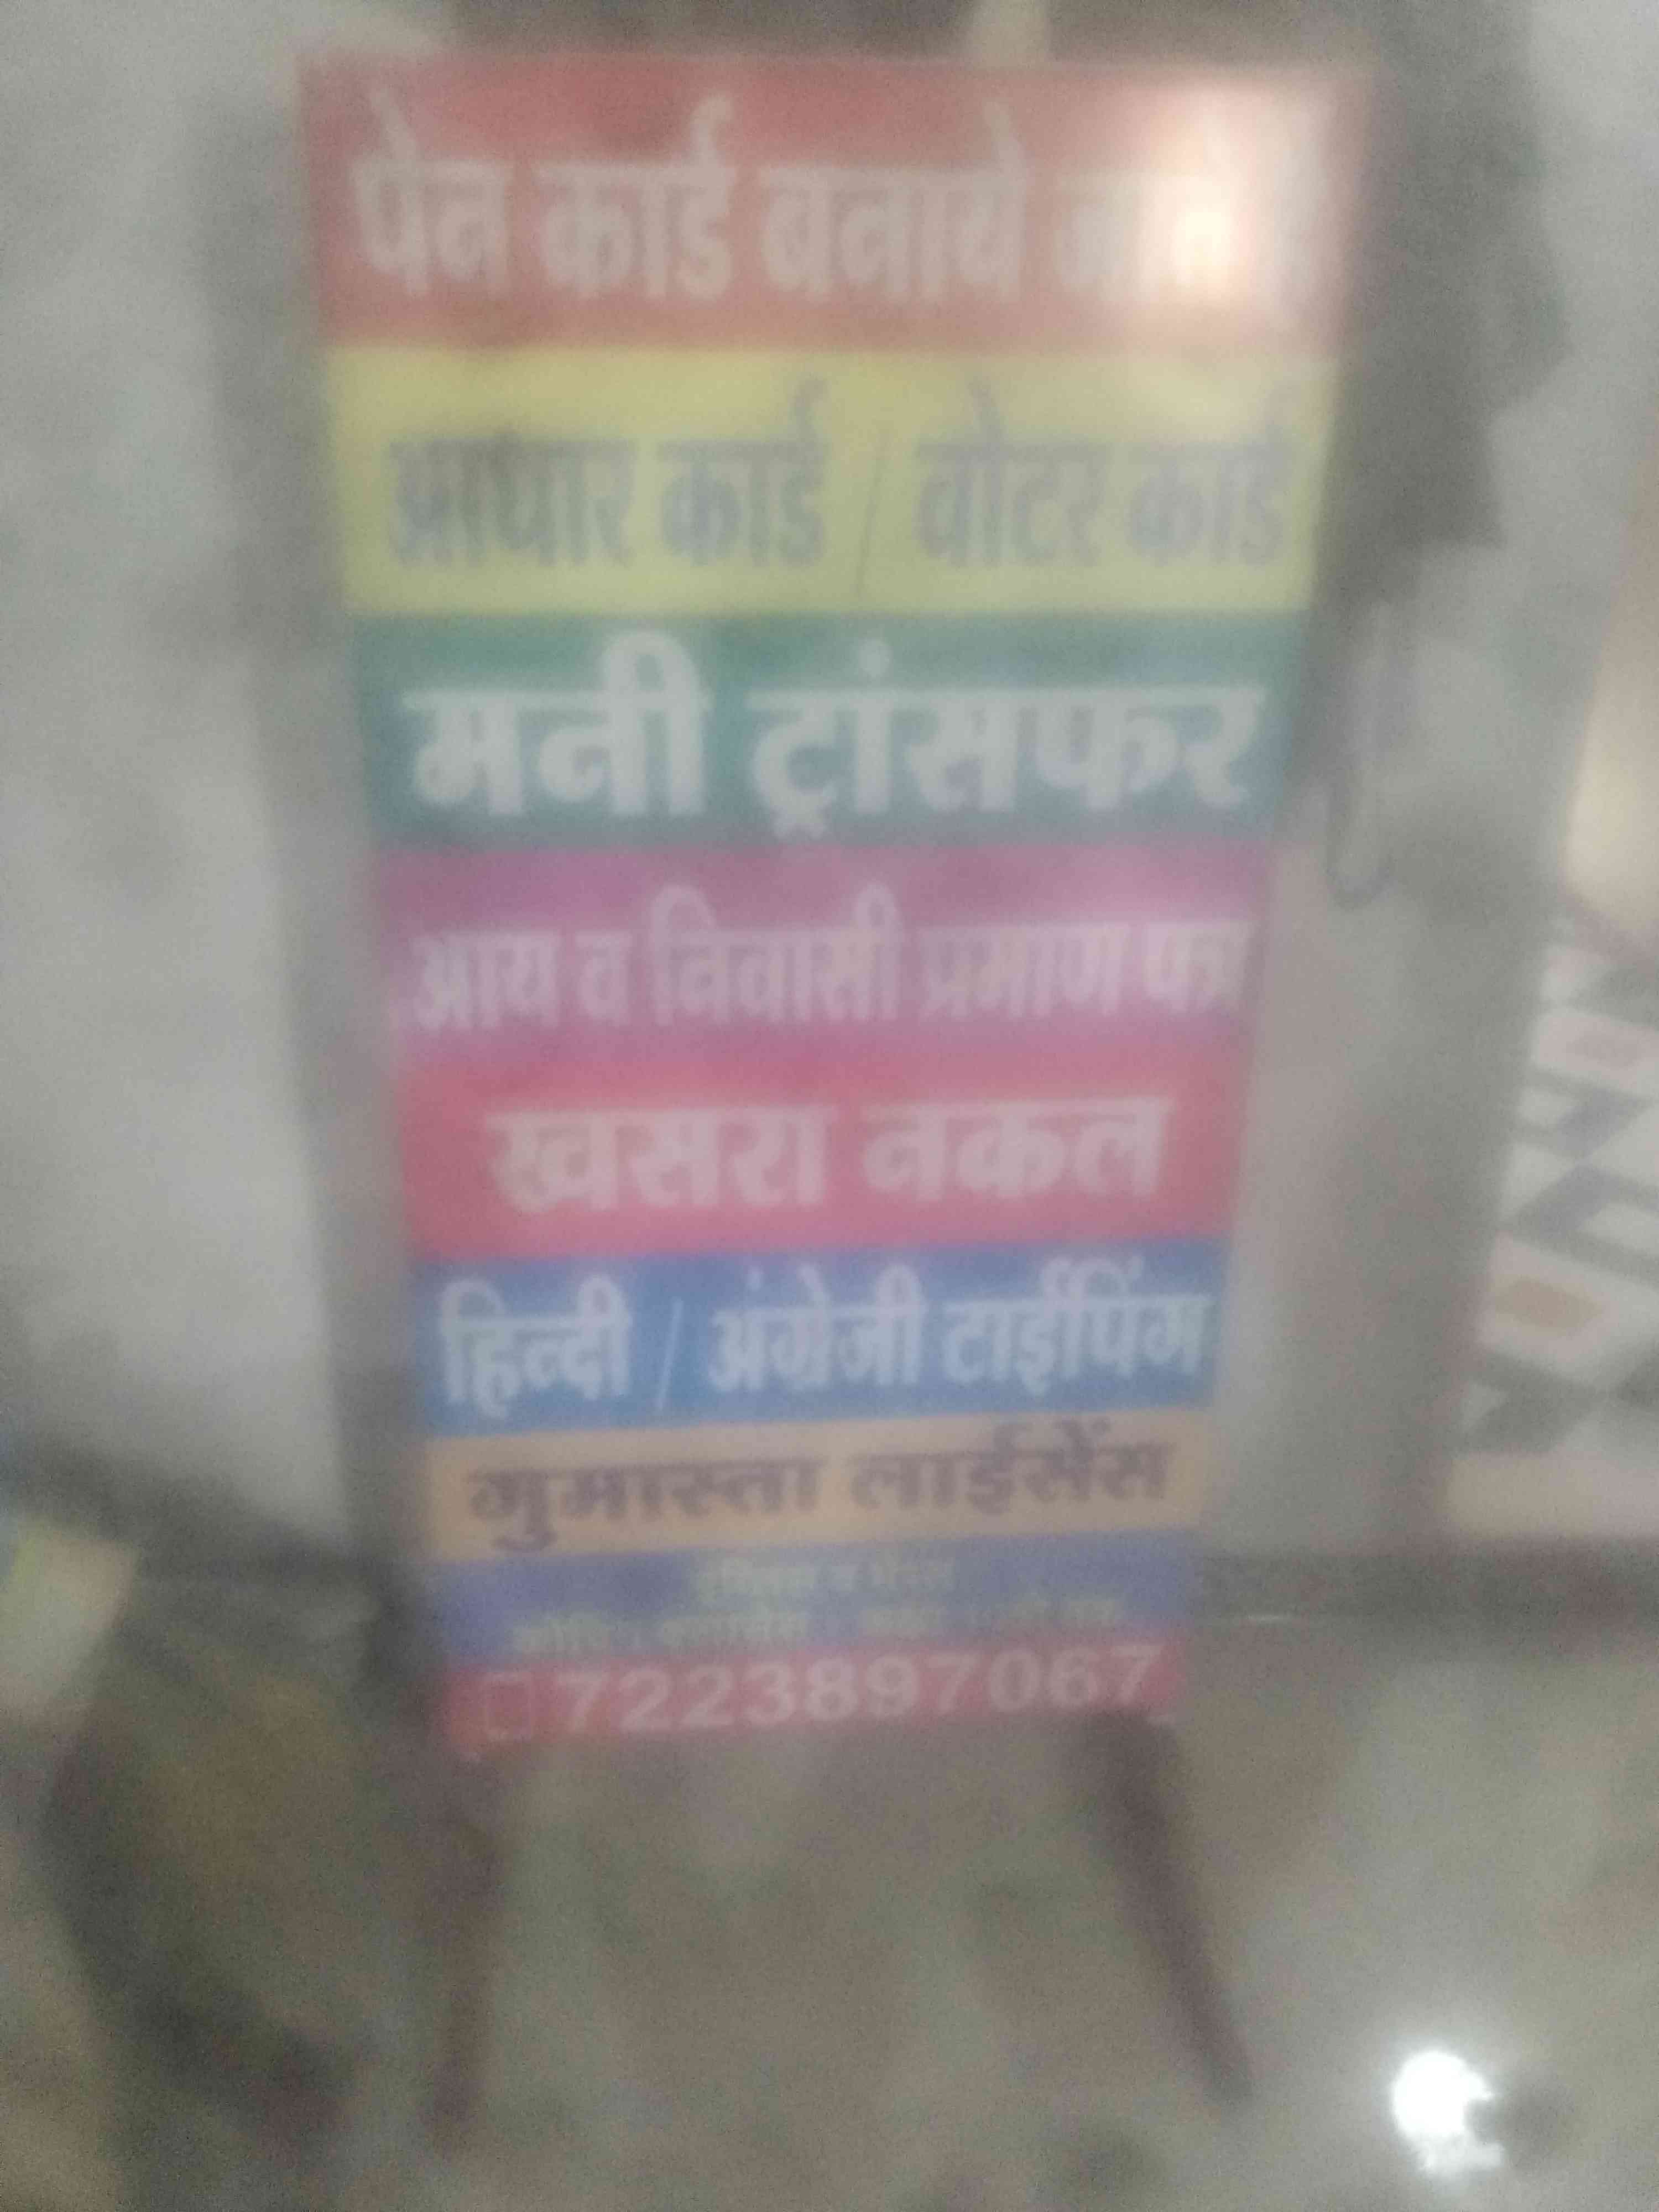 पेन कार्ड बनाये जाते है
आधार कार्ड / वोटर कार्ड
मनी ट्रांसफर
आय व निवासी प्रमाण पत्र
खसरा नकल
हिन्दी / अंग्रेजी टाईपिंग
गुमास्ता लाईसेंस
7223897067